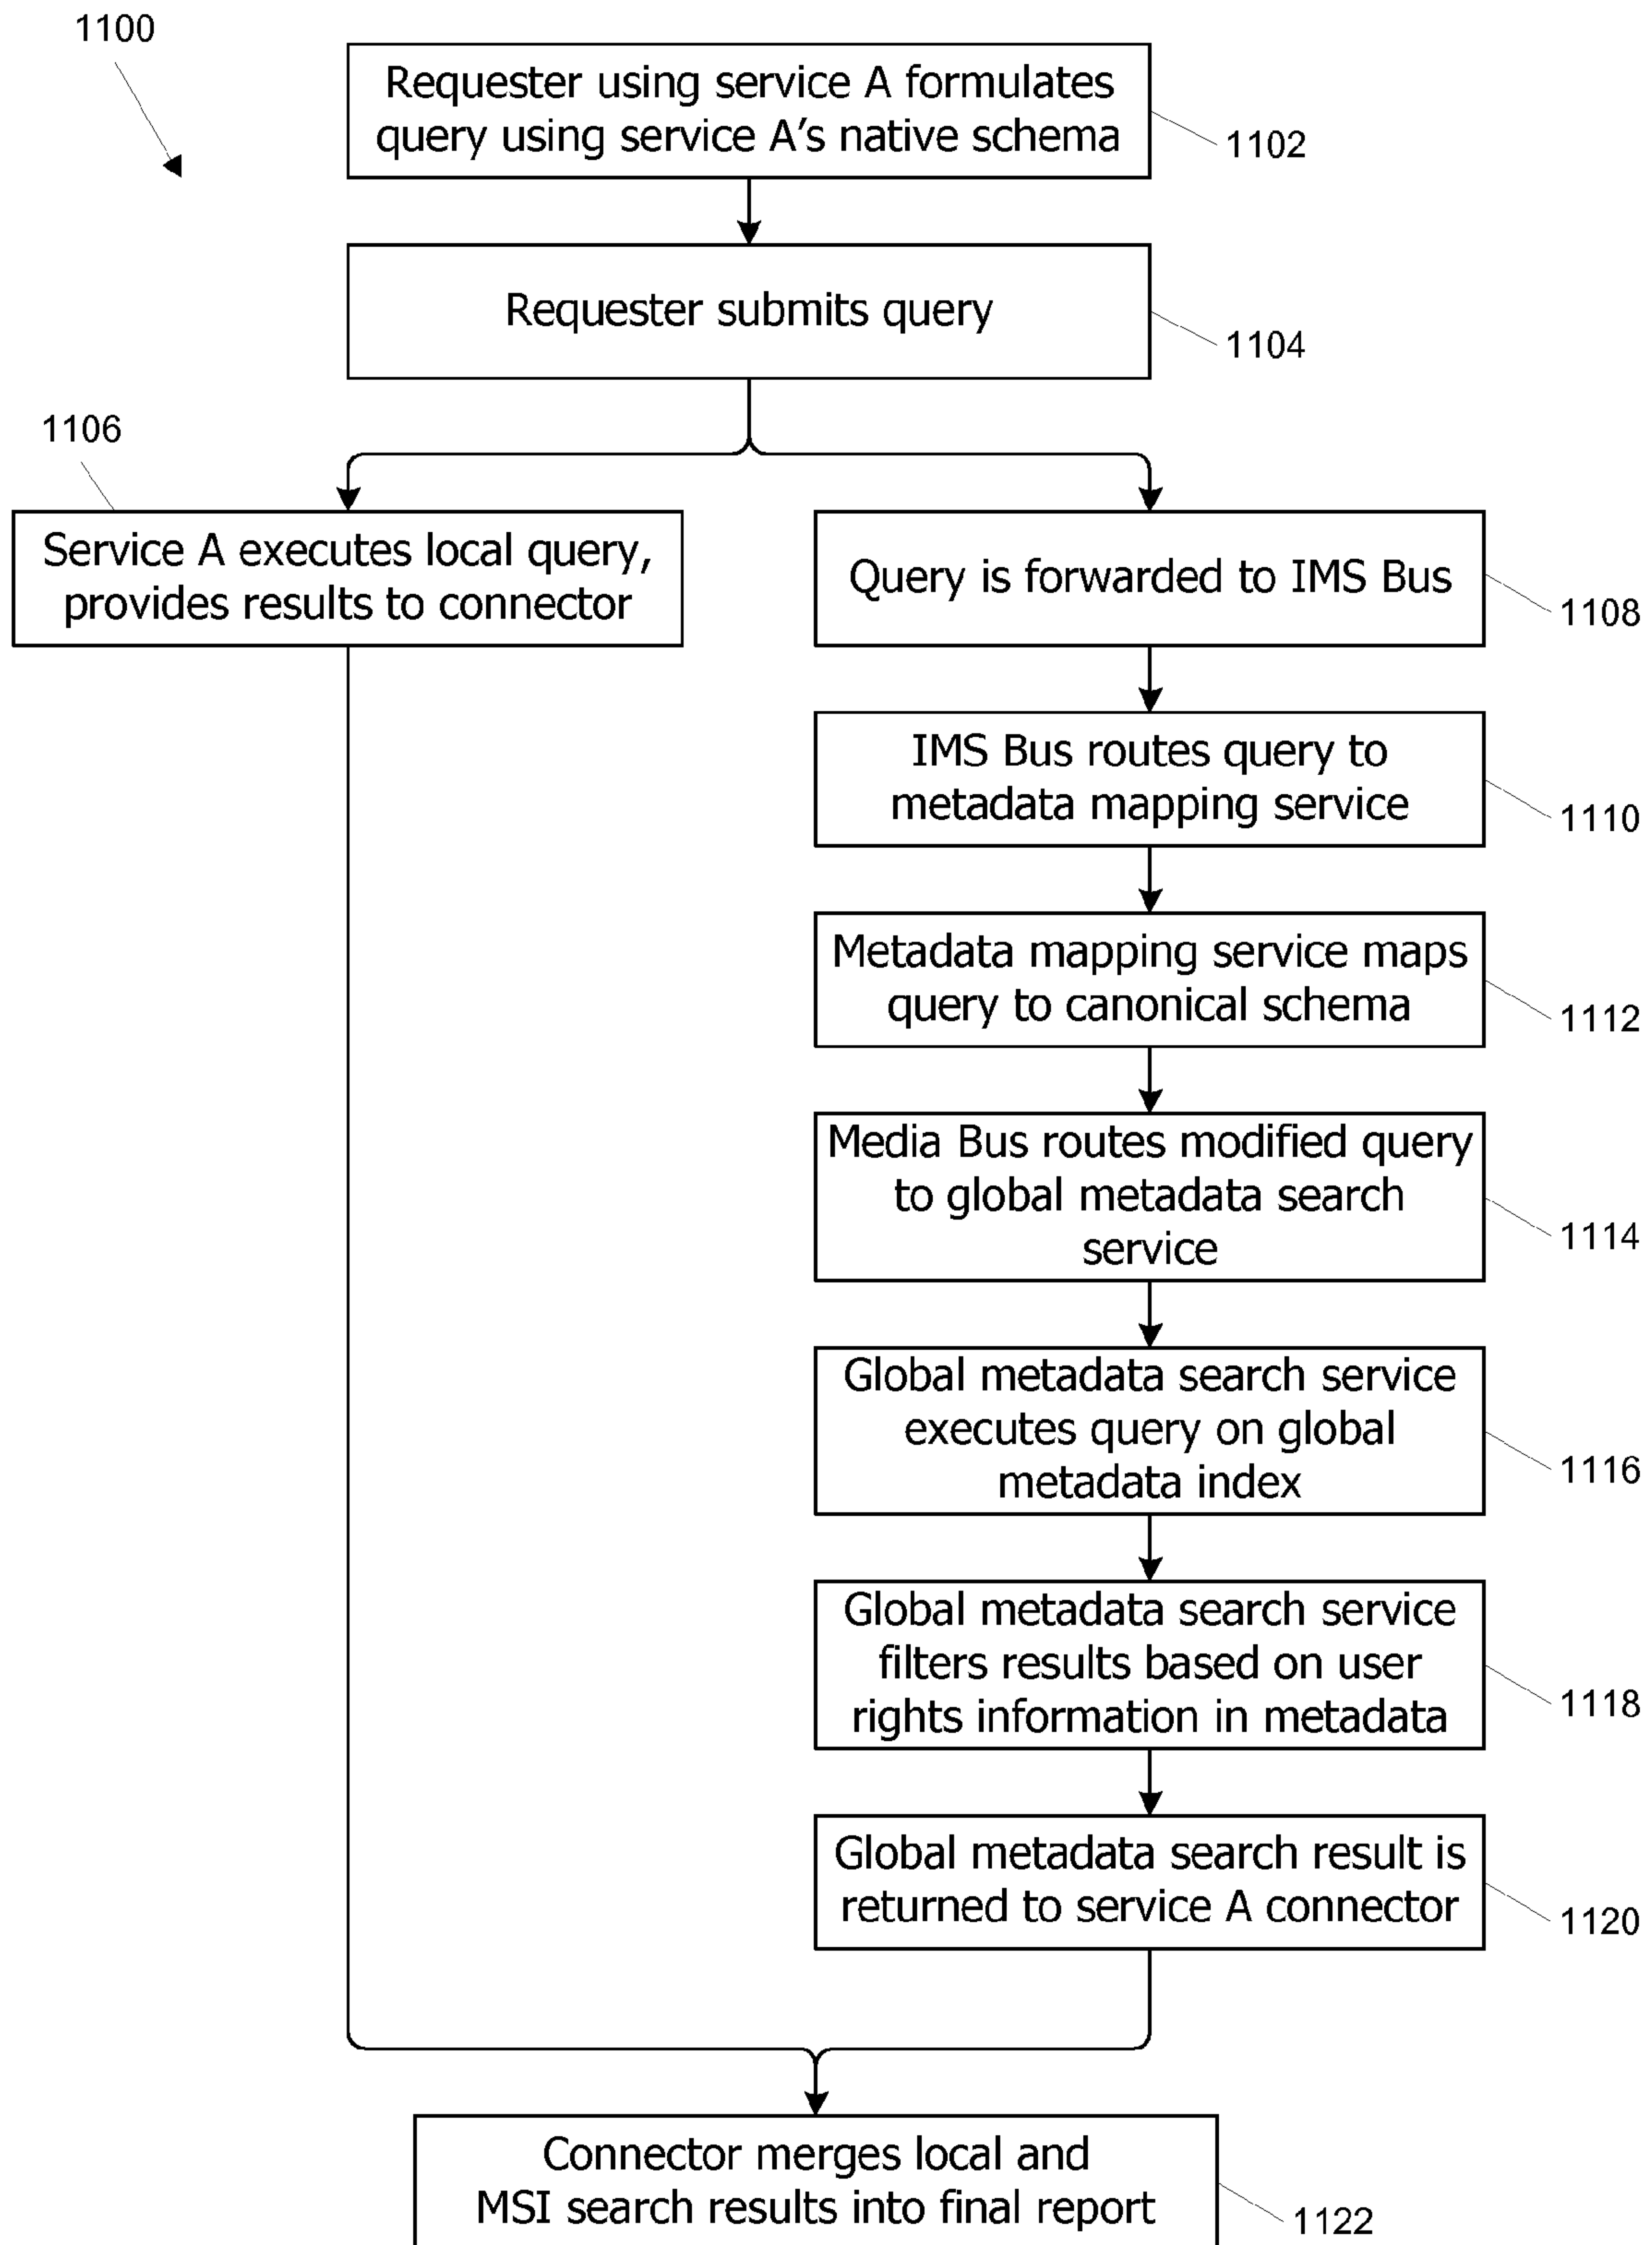 1100
Requester using service A formulates
query using service A's native schema
1102
Requester submits query
1104
1106
Service A executes local query,
provides results to connector
Query is forwarded to IMS Bus
1108
IMS Bus routes query to
metadata mapping service
1110
Metadata mapping service maps
query to canonical schema
1112
Media Bus routes modified query
to global metadata search
service
1114
Global metadata search service
executes query on global
metadata index
1116
Global metadata search service
filters results based on user
rights information in metadata
1118
Global metadata search result is
returned to service A connector
1120
Connector merges local and
MSI search results into final report
1122